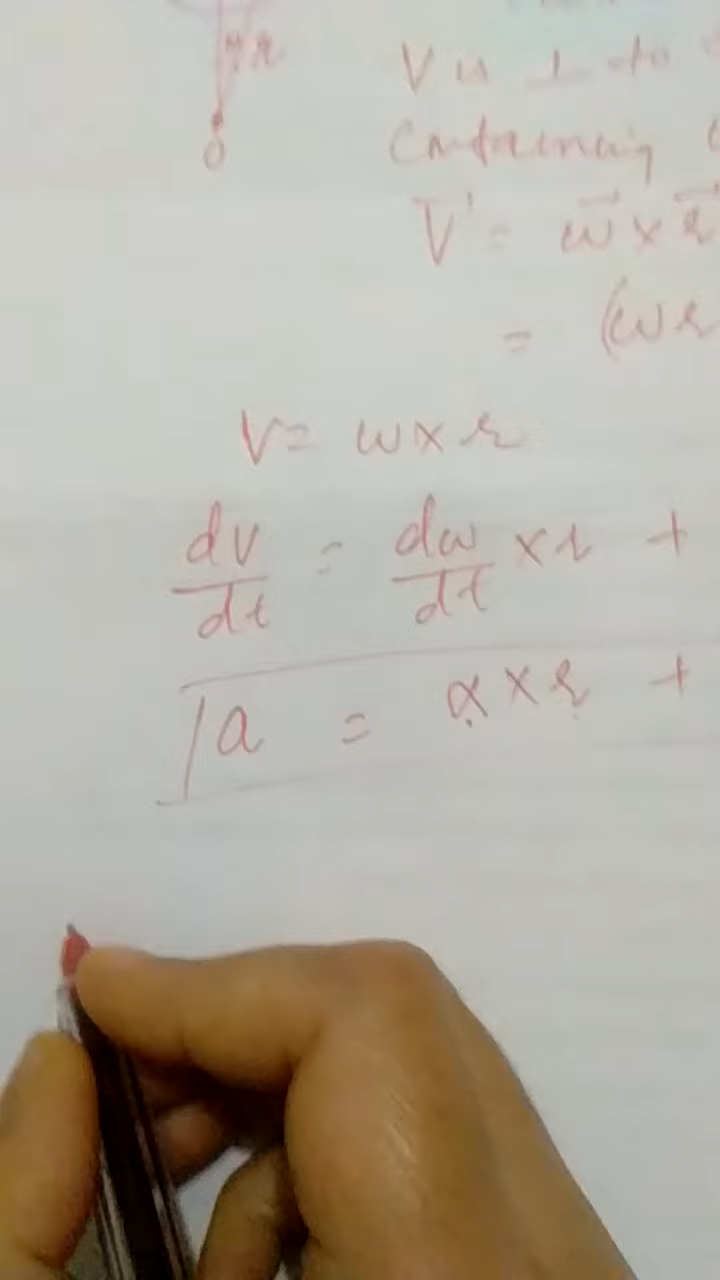 r
O
V is ⊥ to
containing
V⃗ = ω⃗ × r⃗
= (ωr
V = ω × r
dv/dt = dω/dt × r +
a = α × r +